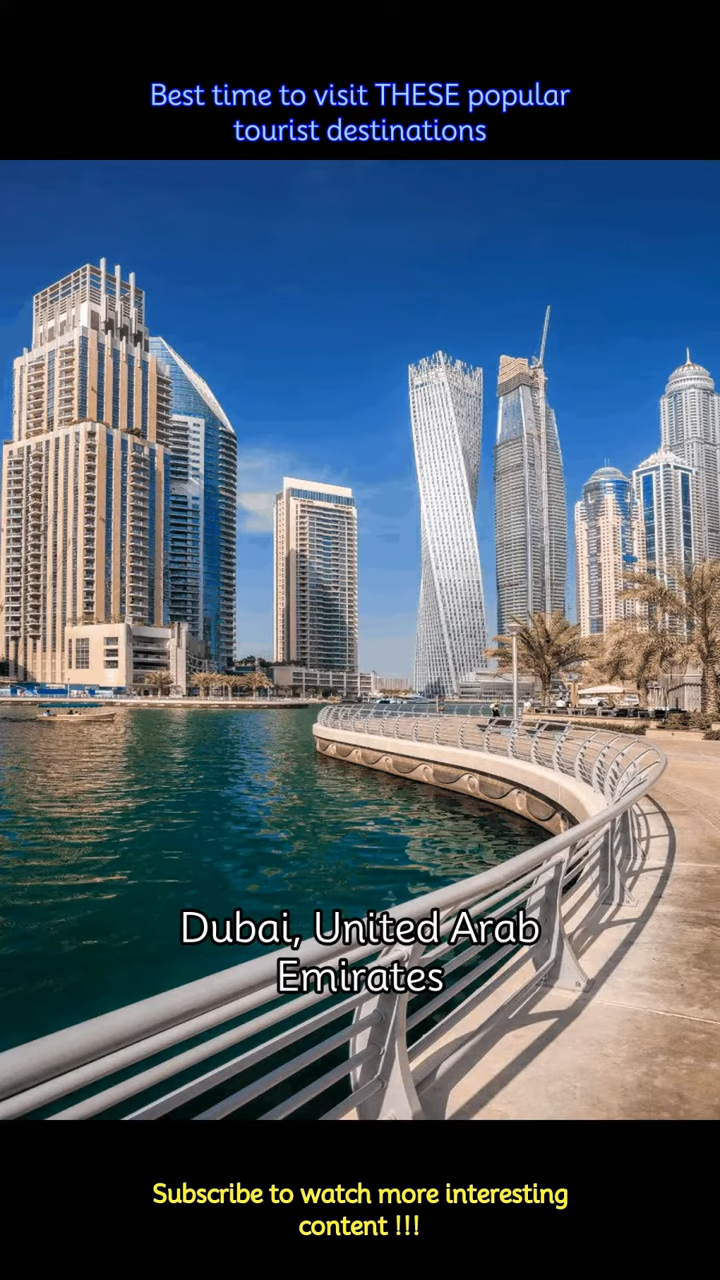 Best time to visit THESE popular
tourist destinations
Dubai, United Arab
Emirates
Subscribe to watch more interesting
content !!!